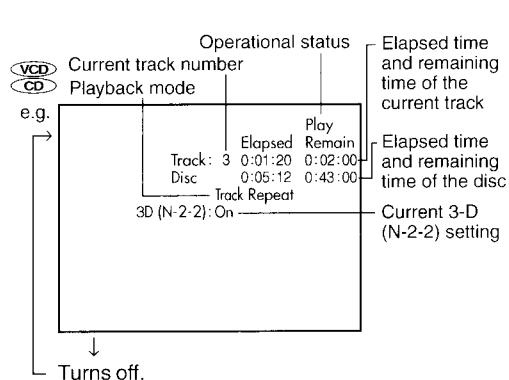 Operational status
Elapsed time
and remaining
time of the
current track
VCD
CD
Current track number
Playback mode
e.g.
Play
Elapsed Remain
Track: 3 0:01:20 0:02:00
Disc 0:05:12 0:43:00
Track Repeat
3D (N-2-2): On
Elapsed time
and remaining
time of the disc
Current 3-D
(N-2-2) setting
Turns off.